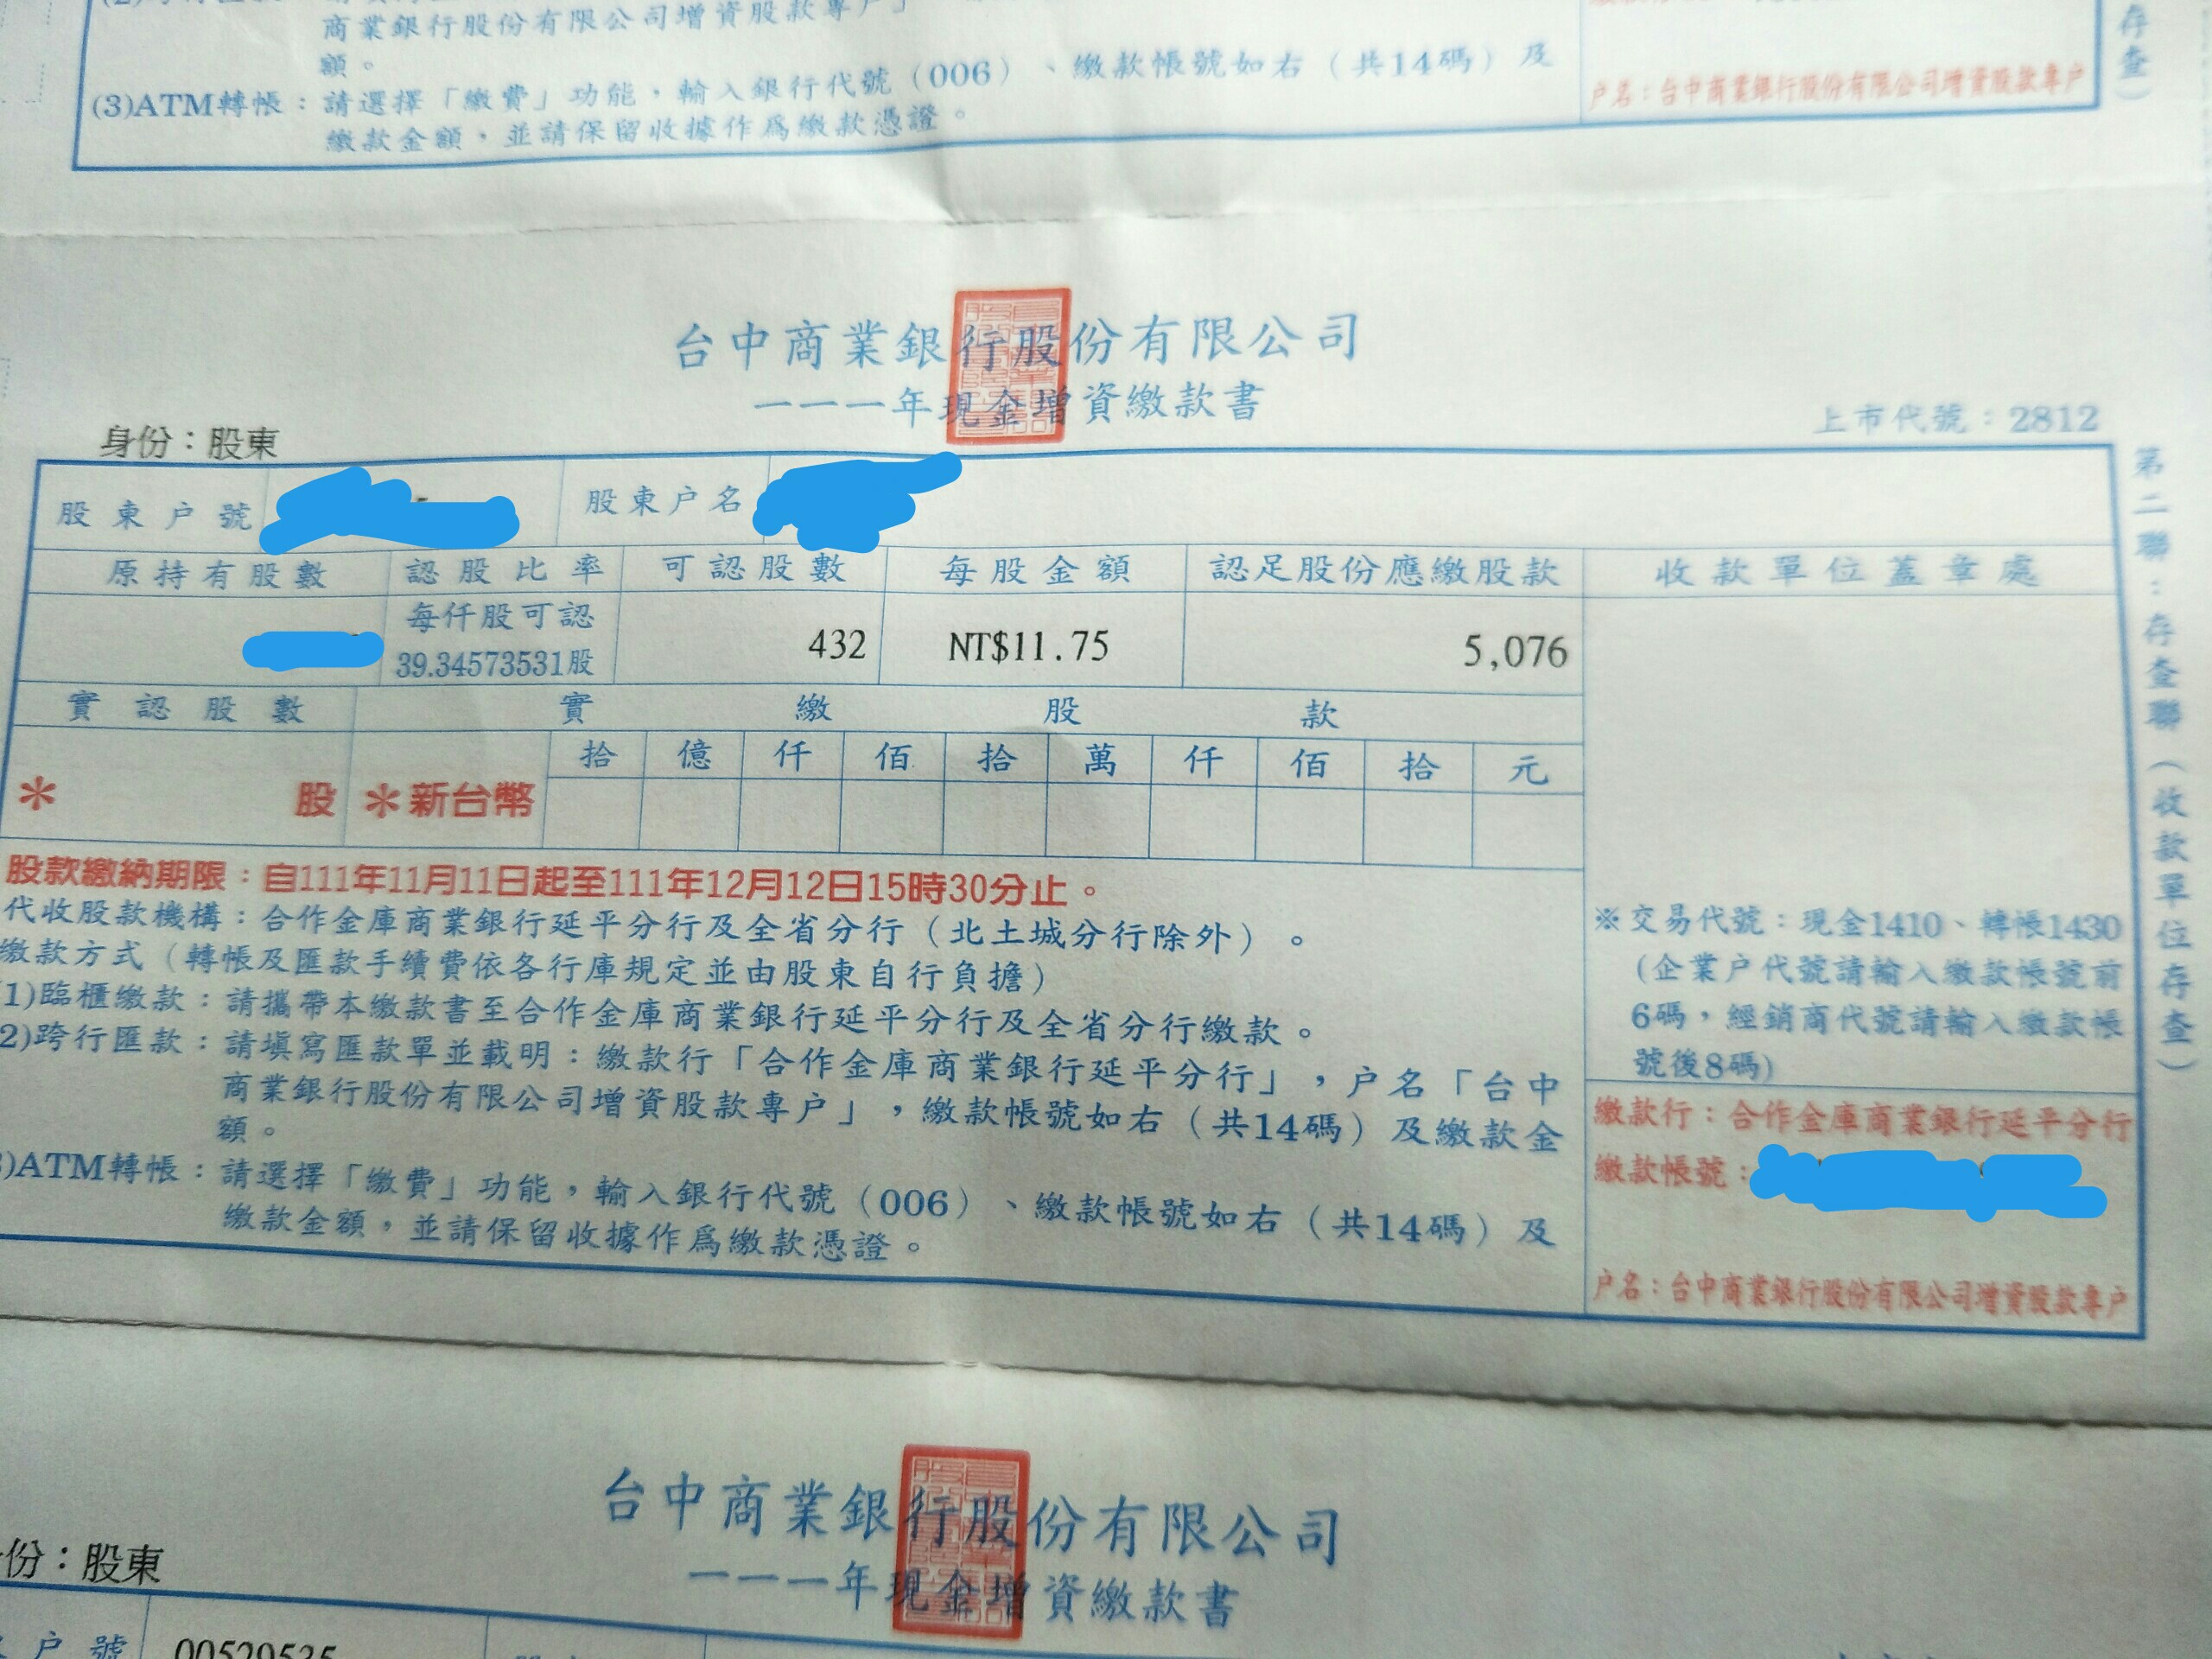 商業銀行股份有限公司增資股款專户」
額。
(3)ATM轉帳：請選擇「繳費」功能，輸入銀行代號（006）、繳款帳號如右（共14碼）及
繳款金額，並請保留收據作爲繳款憑證。
户名：台中商業銀行股份有限公司增資股款專户
存查）
台中商業銀行股份有限公司
一一一年現金增資繳款書
身份：股東
上市代號：2812
股東户號
股東户名
原持有股數 認股比率 可認股數 每股金額 認足股份應繳股款 收款單位蓋章處
每仟股可認
39.34573531股 432 NT$11.75 5,076
實認股數 實繳股款
拾 億 仟 佰 拾 萬 仟 佰 拾 元
＊ 股 ＊新台幣
股款繳納期限：自111年11月11日起至111年12月12日15時30分止。
代收股款機構：合作金庫商業銀行延平分行及全省分行（北土城分行除外）。
繳款方式（轉帳及匯款手續費依各行庫規定並由股東自行負擔）
1)臨櫃繳款：請攜帶本繳款書至合作金庫商業銀行延平分行及全省分行繳款。
2)跨行匯款：請填寫匯款單並載明：繳款行「合作金庫商業銀行延平分行」，户名「台中
商業銀行股份有限公司增資股款專户」，繳款帳號如右（共14碼）及繳款金
額。
)ATM轉帳：請選擇「繳費」功能，輸入銀行代號（006）、繳款帳號如右（共14碼）及
繳款金額，並請保留收據作爲繳款憑證。
※交易代號：現金1410、轉帳1430
（企業户代號請輸入繳款帳號前
6碼，經銷商代號請輸入繳款帳
號後8碼）
繳款行：合作金庫商業銀行延平分行
繳款帳號：
户名：台中商業銀行股份有限公司增資股款專户
第二聯：存查聯（收款單位存查）
台中商業銀行股份有限公司
一一一年現金增資繳款書
份：股東
户號 00529535